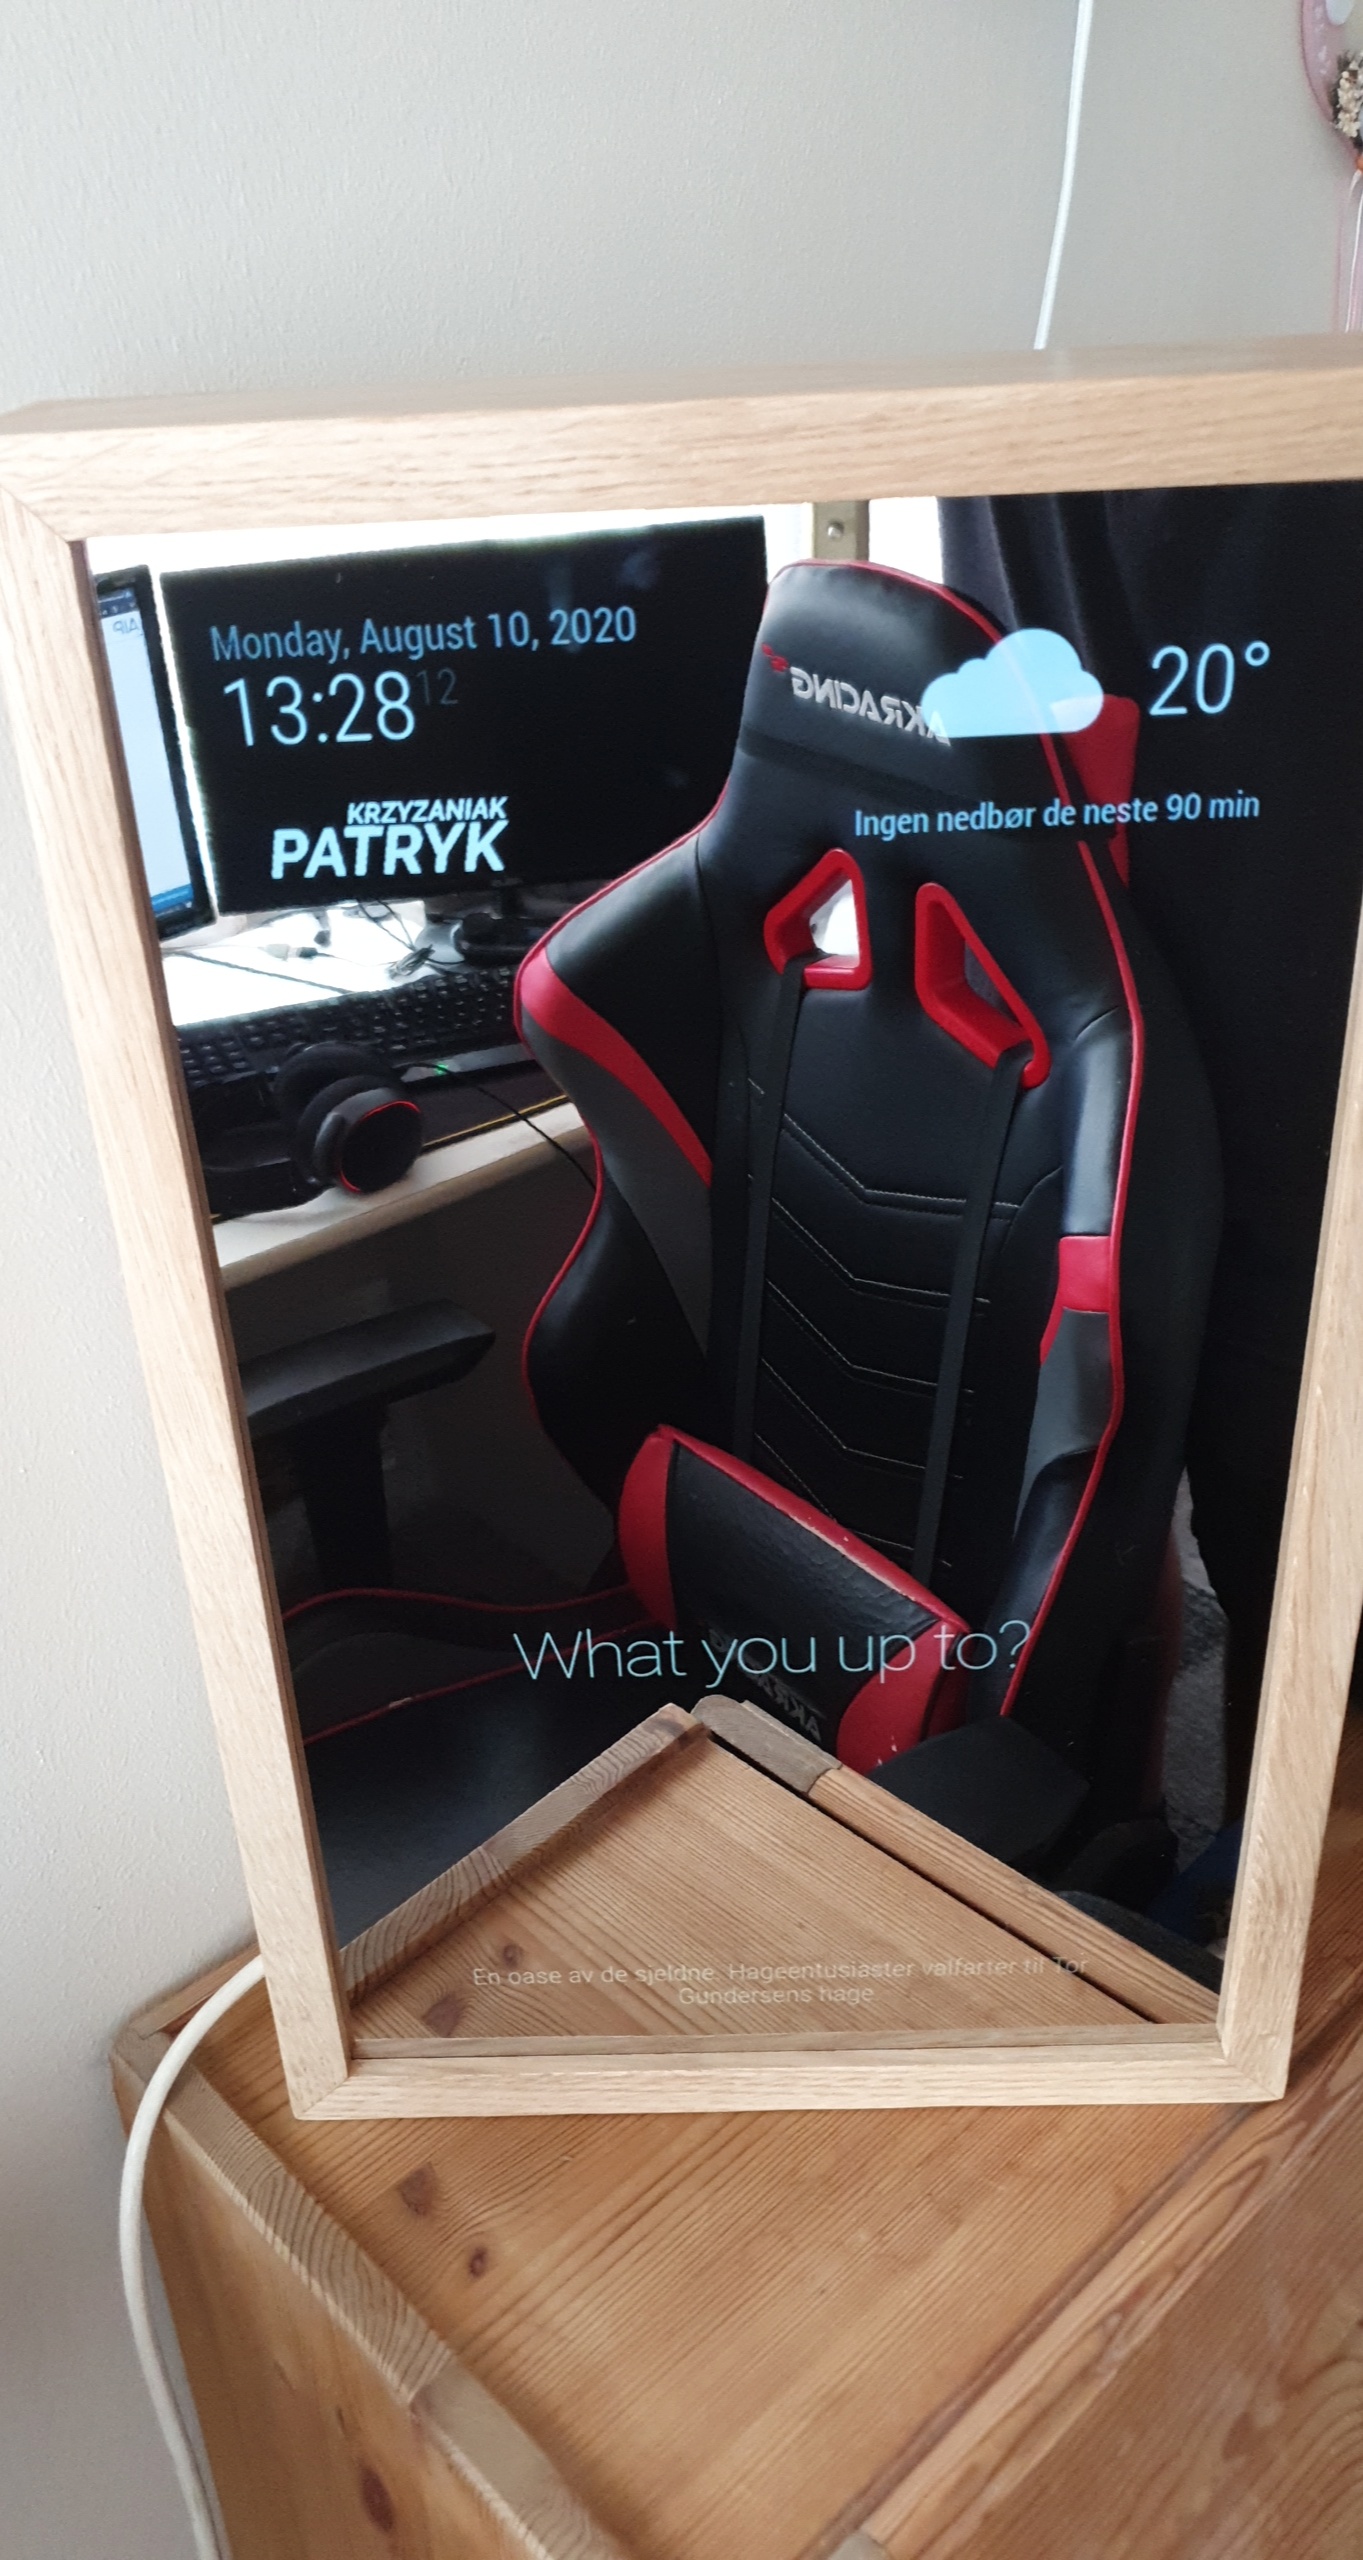 Monday, August 10, 2020
13:28 12
KRZYZANIAK
PATRYK
20°
AKRACING
Ingen nedbør de neste 90 min
What you up to?
En oase av de sjeldne. Hageentusiaster valfarter til Tor
Gundersens hage